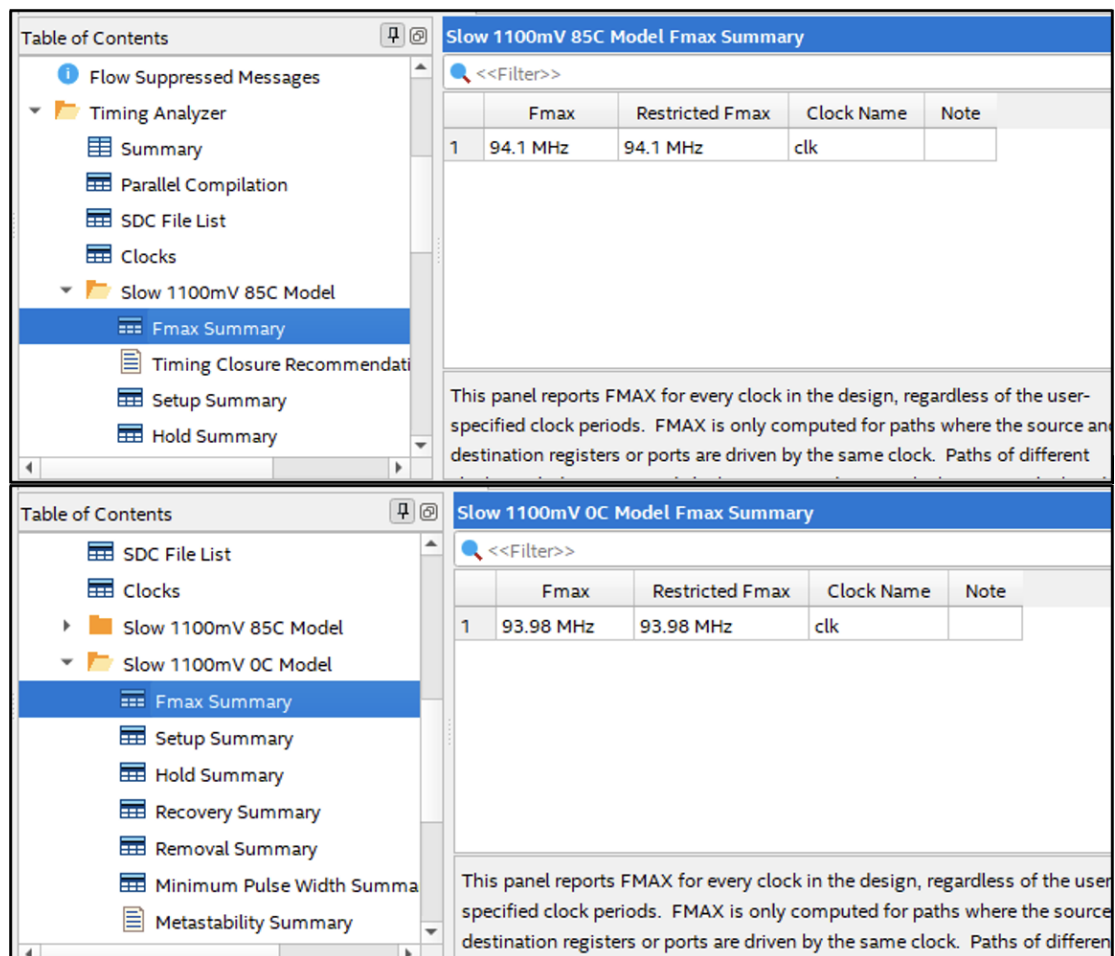 Table of Contents
Flow Suppressed Messages
Timing Analyzer
Summary
Parallel Compilation
SDC File List
Clocks
Slow 1100mV 85C Model
Fmax Summary
Timing Closure Recommendati
Setup Summary
Hold Summary
Slow 1100mV 85C Model Fmax Summary
<<Filter>>
Fmax Restricted Fmax Clock Name Note
1 94.1 MHz 94.1 MHz clk
This panel reports FMAX for every clock in the design, regardless of the user-
specified clock periods. FMAX is only computed for paths where the source and
destination registers or ports are driven by the same clock. Paths of different
Table of Contents
SDC File List
Clocks
Slow 1100mV 85C Model
Slow 1100mV 0C Model
Fmax Summary
Setup Summary
Hold Summary
Recovery Summary
Removal Summary
Minimum Pulse Width Summa
Metastability Summary
Slow 1100mV 0C Model Fmax Summary
<<Filter>>
Fmax Restricted Fmax Clock Name Note
1 93.98 MHz 93.98 MHz clk
This panel reports FMAX for every clock in the design, regardless of the user
specified clock periods. FMAX is only computed for paths where the source
destination registers or ports are driven by the same clock. Paths of differen